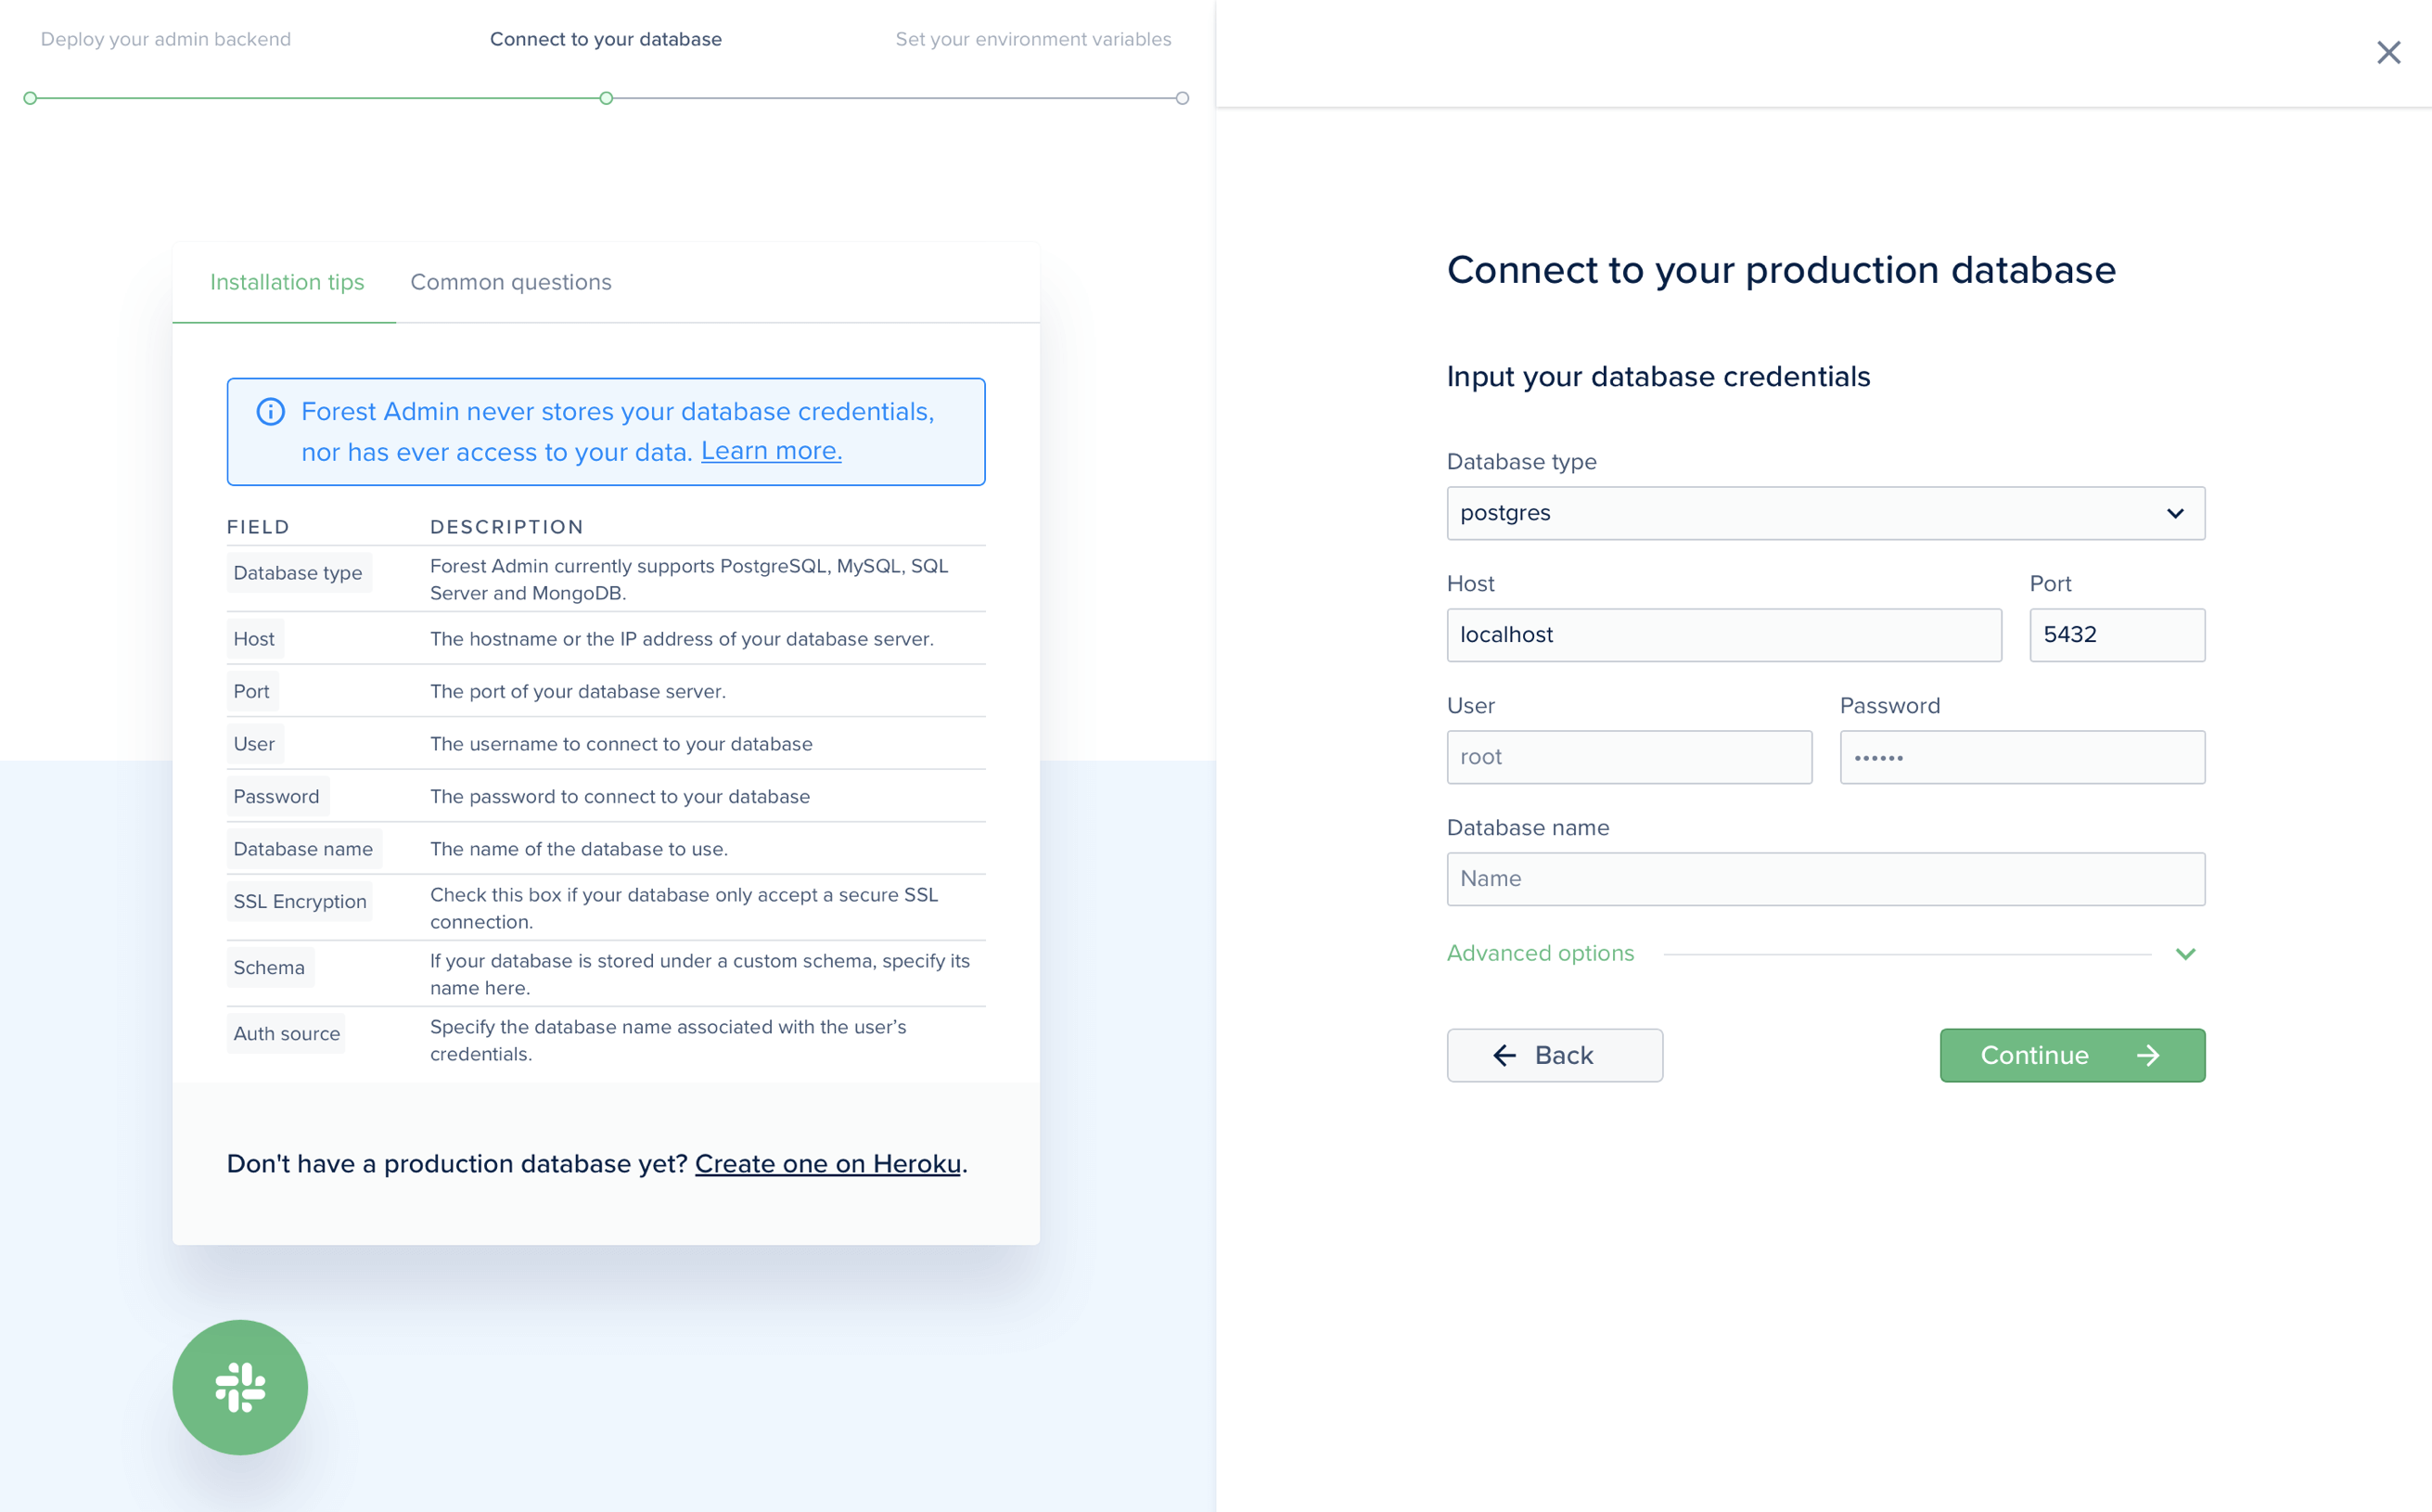 Deploy your admin backend
Connect to your database
Set your environment variables
Installation tips
Common questions
Forest Admin never stores your database credentials,
nor has ever access to your data. Learn more.
FIELD DESCRIPTION
Database type
Forest Admin currently supports PostgreSQL, MySQL, SQL
Server and MongoDB.
Host
The hostname or the IP address of your database server.
Port
The port of your database server.
User
The username to connect to your database
Password
The password to connect to your database
Database name
The name of the database to use.
SSL Encryption
Check this box if your database only accept a secure SSL
connection.
Schema
If your database is stored under a custom schema, specify its
name here.
Auth source
Specify the database name associated with the user’s
credentials.
Don't have a production database yet? Create one on Heroku.
Connect to your production database
Input your database credentials
Database type
postgres
Host
Port
localhost
5432
User
Password
root
••••••
Database name
Name
Advanced options
Back
Continue